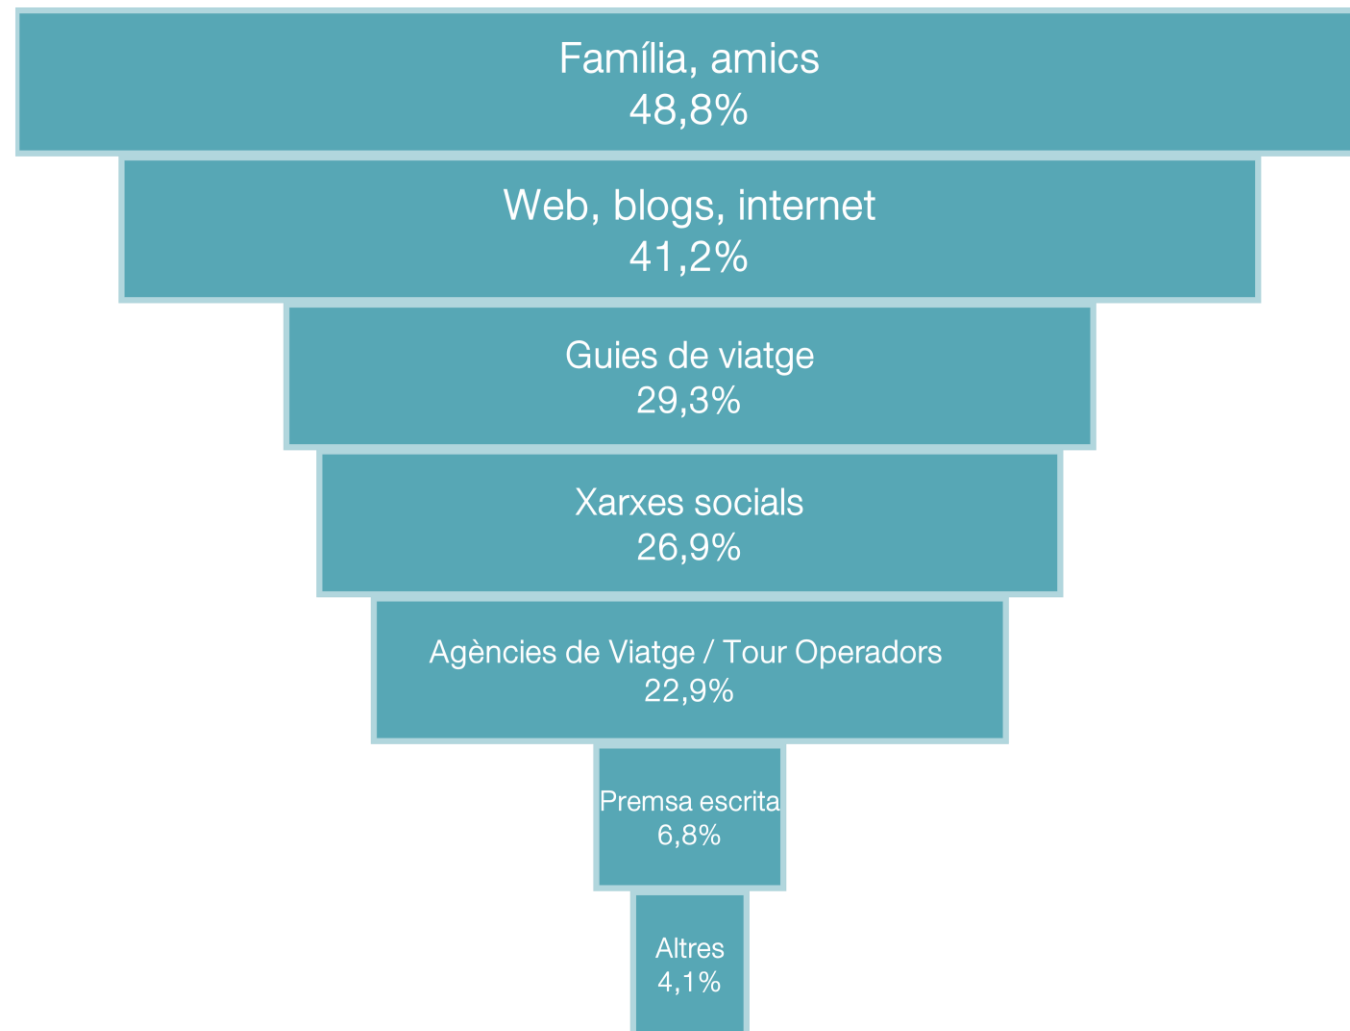 Família, amics
48,8%
Web, blogs, internet
41,2%
Guies de viatge
29,3%
Xarxes socials
26,9%
Agències de Viatge / Tour Operadors
22,9%
Premsa escrita
6,8%
Altres
4,1%